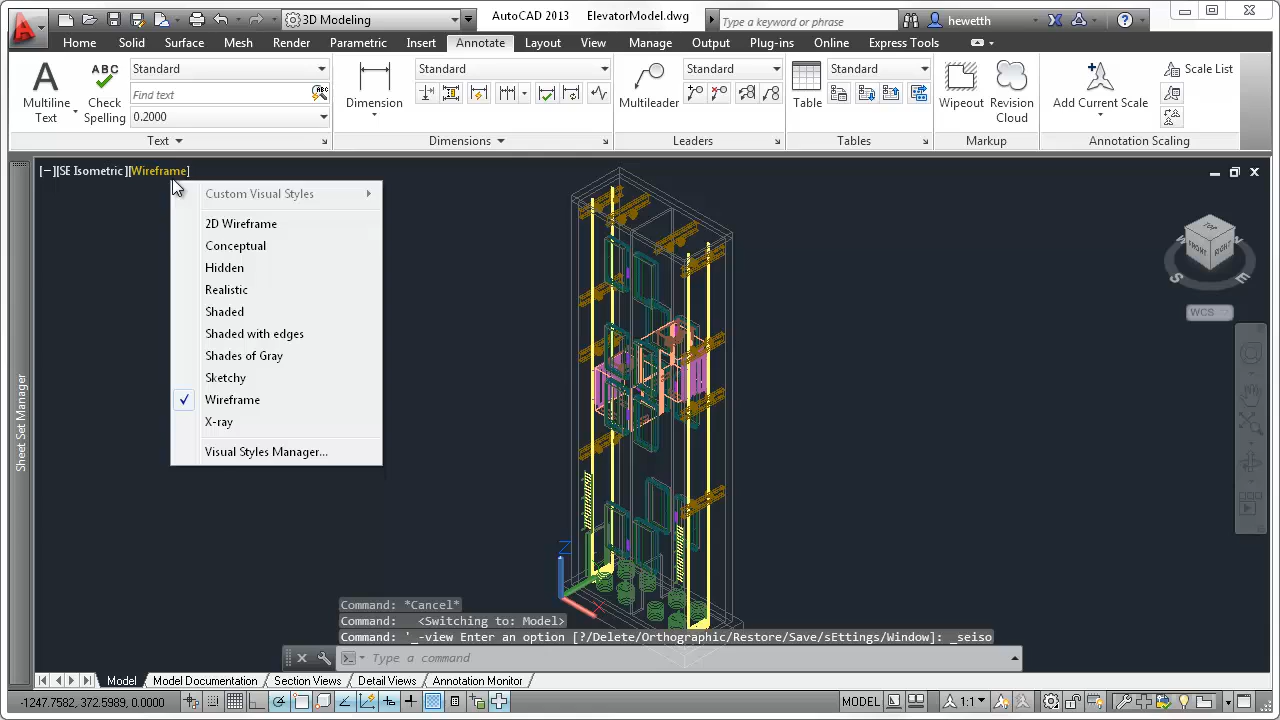 3D Modeling
AutoCAD 2013 ElevatorModel.dwg
Type a keyword or phrase
hewetth
Home Solid Surface Mesh Render Parametric Insert Annotate Layout View Manage Output Plug-ins Online Express Tools
A
Multiline
Text
ABC
Check
Spelling
Standard
Find text
0.2000
Text
Dimension
Standard
Dimensions
Multileader
Standard
Leaders
Table
Standard
Tables
Wipeout
Revision
Cloud
Markup
Add Current Scale
Scale List
Annotation Scaling
[−][SE Isometric][Wireframe]
Custom Visual Styles
2D Wireframe
Conceptual
Hidden
Realistic
Shaded
Shaded with edges
Shades of Gray
Sketchy
Wireframe
X-ray
Visual Styles Manager...
Sheet Set Manager
TOP
FRONT
RIGHT
W
N
S
E
WCS
Z
X
Command: *Cancel*
Command: <Switching to: Model>
Command: '_-view Enter an option [?/Delete/Orthographic/Restore/Save/sEttings/Window]: _seiso
Type a command
Model Model Documentation Section Views Detail Views Annotation Monitor
-1247.7582, 372.5989, 0.0000
MODEL
1:1